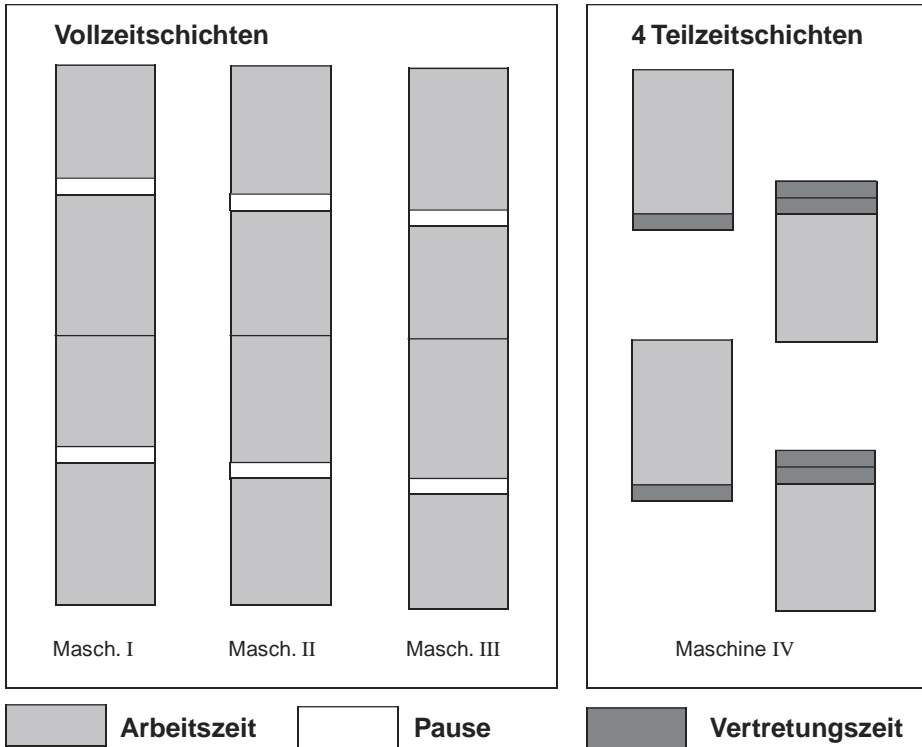 Vollzeitschichten
4 Teilzeitschichten
Masch. I
Masch. II
Masch. III
Maschine IV
Arbeitszeit
Pause
Vertretungszeit